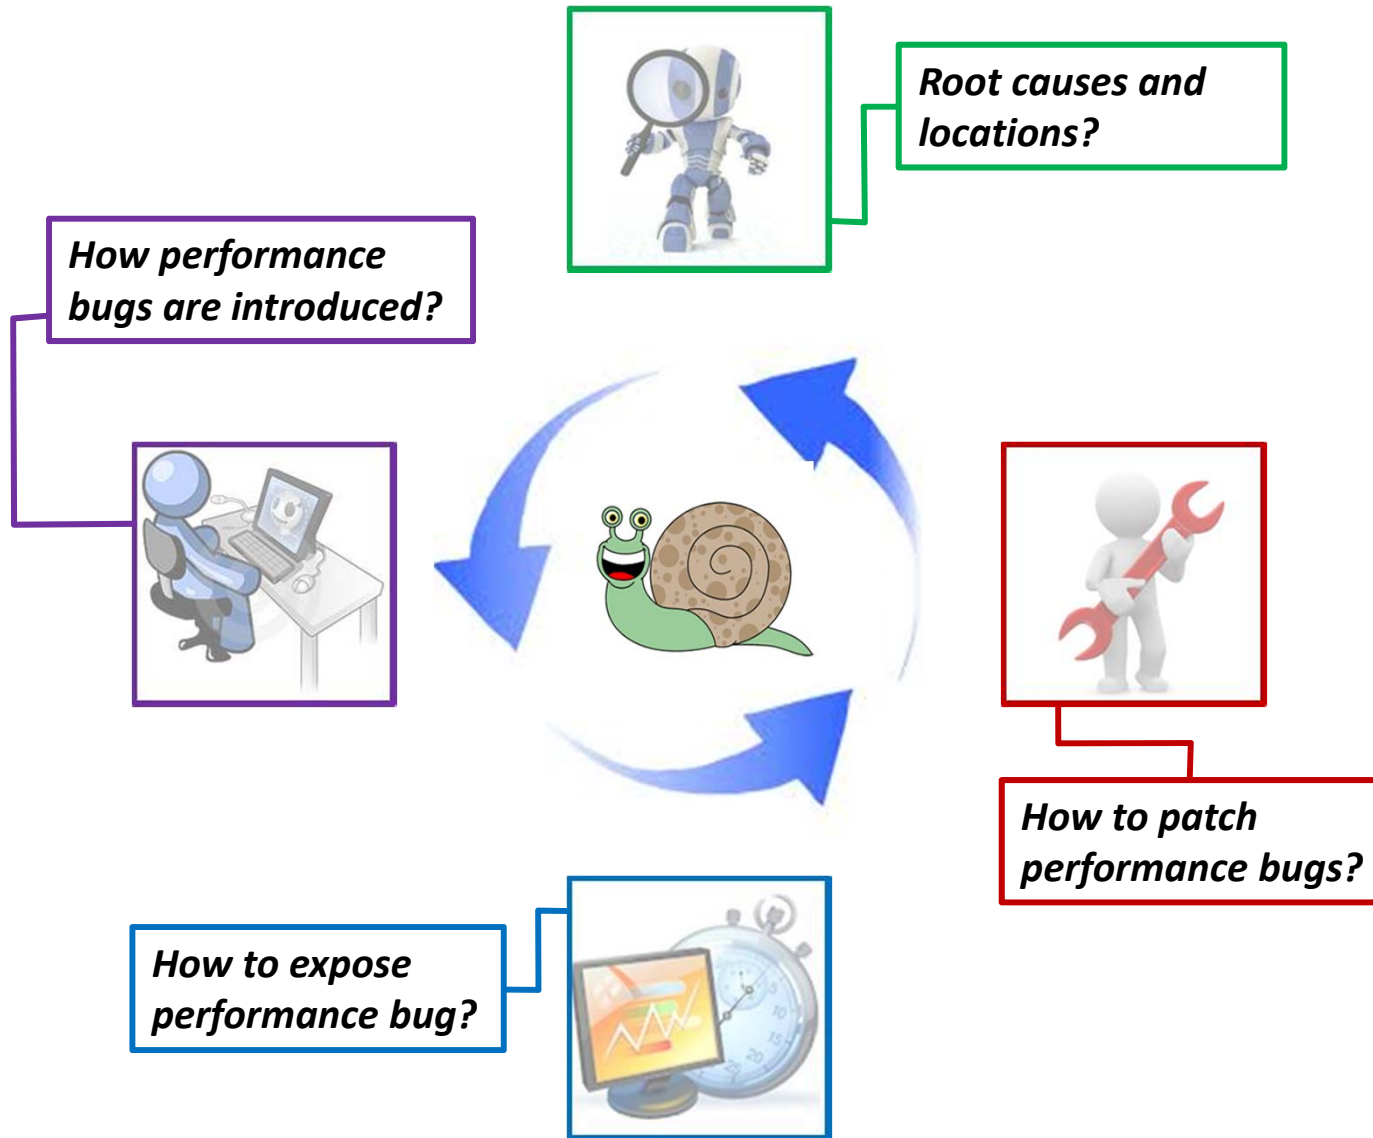 Root causes and
locations?
How performance
bugs are introduced?
How to patch
performance bugs?
How to expose
performance bug?